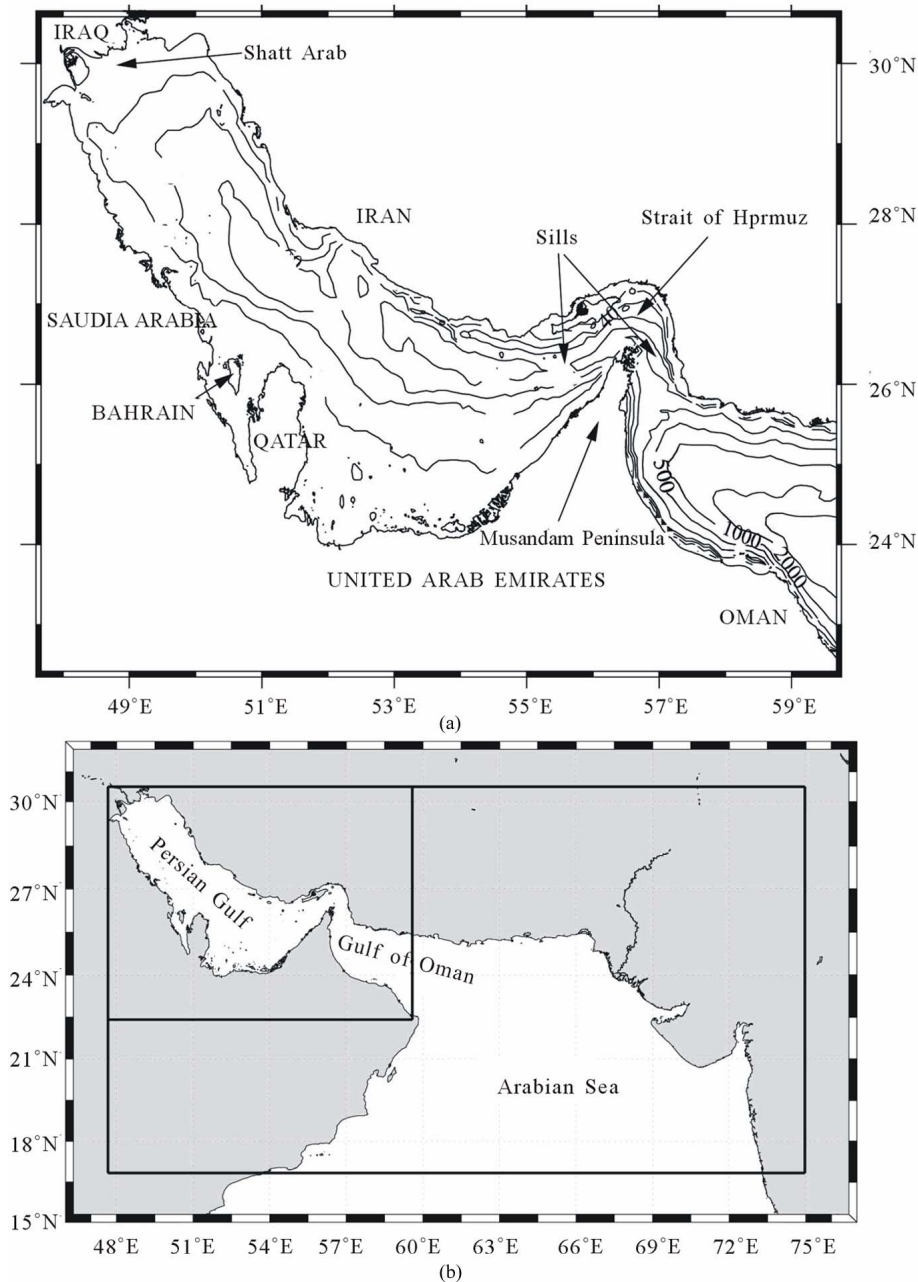 IRAQ
Shatt Arab
30°N
IRAN
Strait of Hprmuz
28°N
Sills
SAUDIA ARABIA
26°N
BAHRAIN
QATAR
500
Musandam Peninsula
1000
24°N
UNITED ARAB EMIRATES
OMAN
49°E 51°E 53°E 55°E 57°E 59°E
(a)
30°N
Persian Gulf
27°N
Gulf of Oman
24°N
21°N
Arabian Sea
18°N
15°N
48°E 51°E 57°E 57°E 60°E 63°E 66°E 69°E 72°E 75°E
(b)